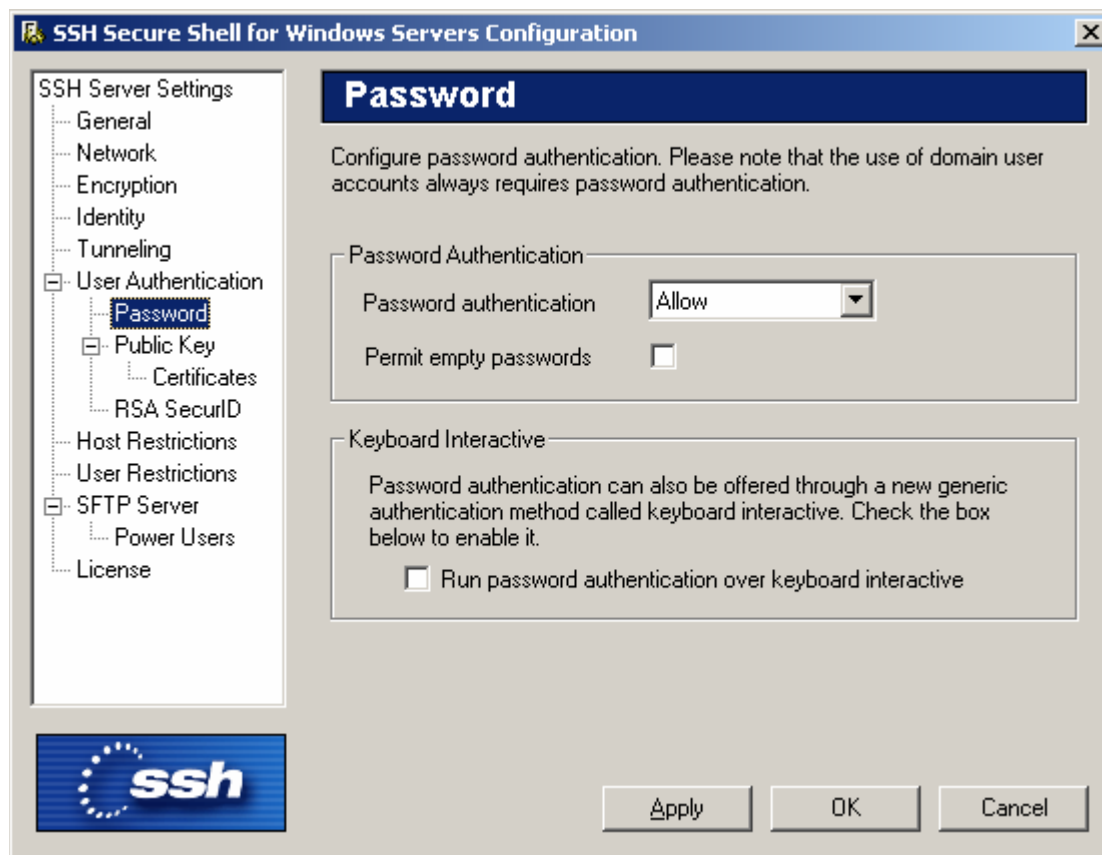 SSH Secure Shell for Windows Servers Configuration
SSH Server Settings
General
Network
Encryption
Identity
Tunneling
User Authentication
Password
Public Key
Certificates
RSA SecurID
Host Restrictions
User Restrictions
SFTP Server
Power Users
License
ssh
Password
Configure password authentication. Please note that the use of domain user
accounts always requires password authentication.
Password Authentication
Password authentication
Allow
Permit empty passwords
Keyboard Interactive
Password authentication can also be offered through a new generic
authentication method called keyboard interactive. Check the box
below to enable it.
Run password authentication over keyboard interactive
Apply
OK
Cancel